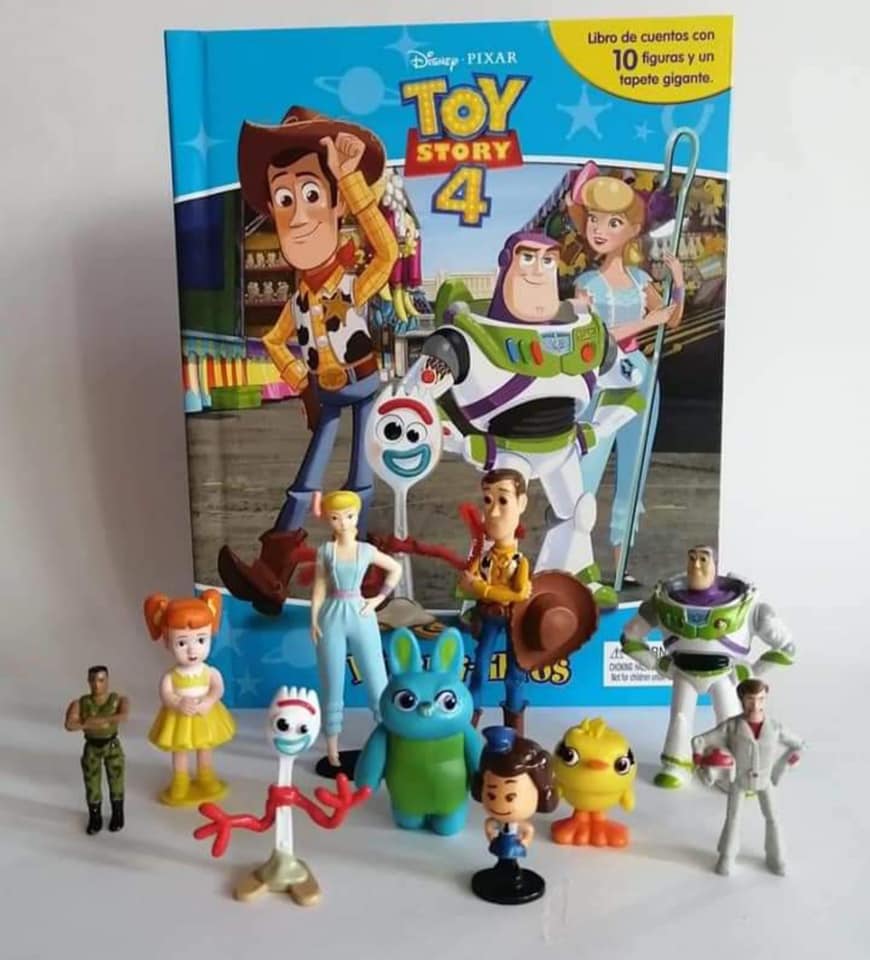 Libro de cuentos con
10 figuras y un
tapete gigante.
Disney · PIXAR
TOY
STORY
4